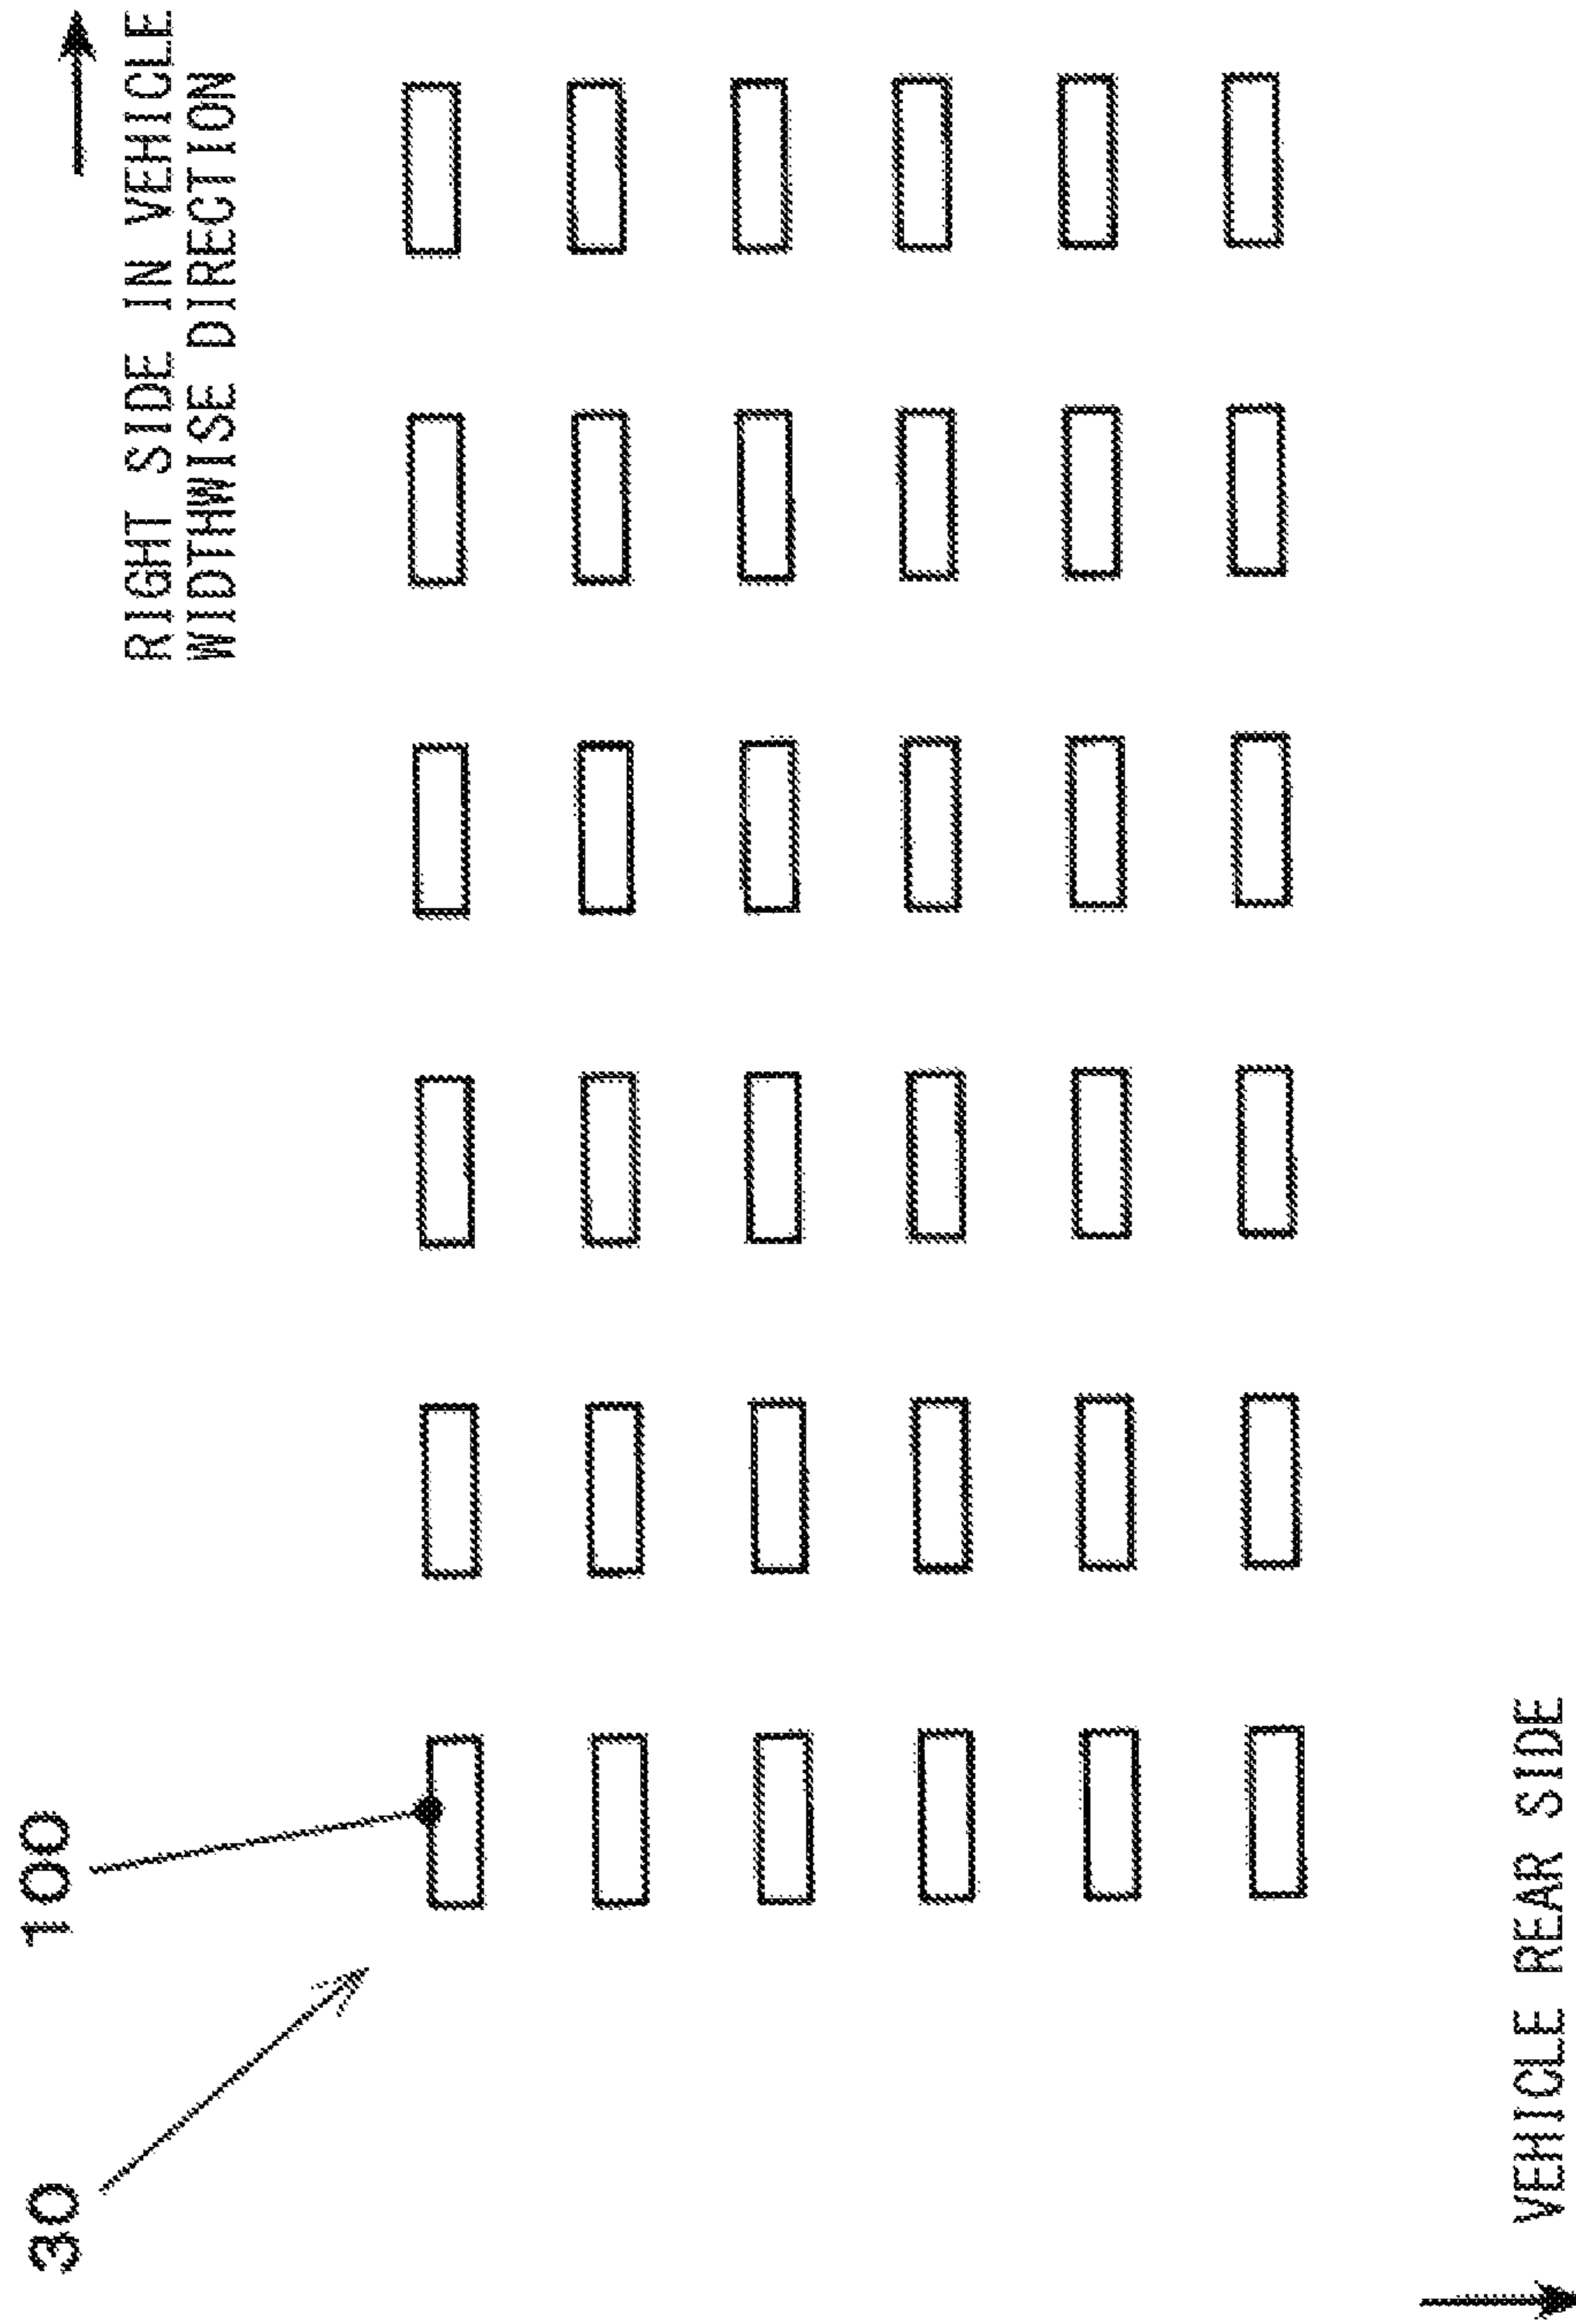 30
100
RIGHT SIDE IN VEHICLE
WIDTHWISE DIRECTION
VEHICLE REAR SIDE